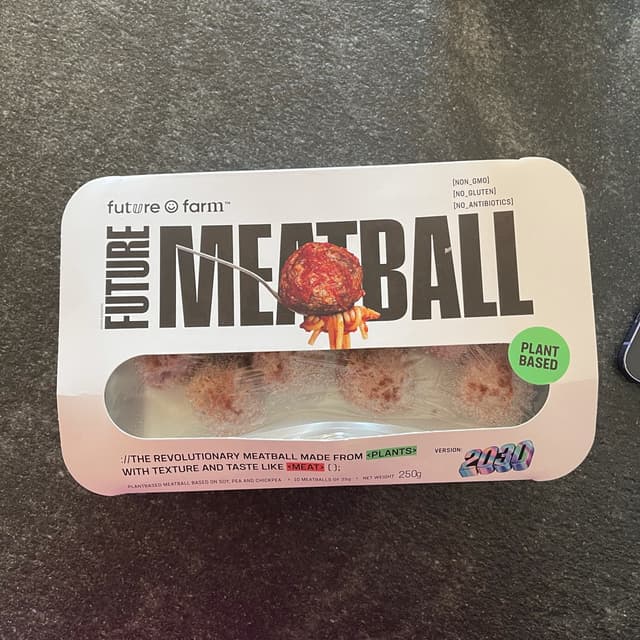 future farm™
[NON_GMO]
[NO_GLUTEN]
[NO_ANTIBIOTICS]
FUTURE
MEATBALL
PLANT
BASED
://THE REVOLUTIONARY MEATBALL MADE FROM <PLANTS>
WITH TEXTURE AND TASTE LIKE <MEAT> { };
VERSION: 2030
PLANTBASED MEATBALL BASED ON SOY, PEA AND CHICKPEA • 10 MEATBALLS OF 25g | NET WEIGHT 250g